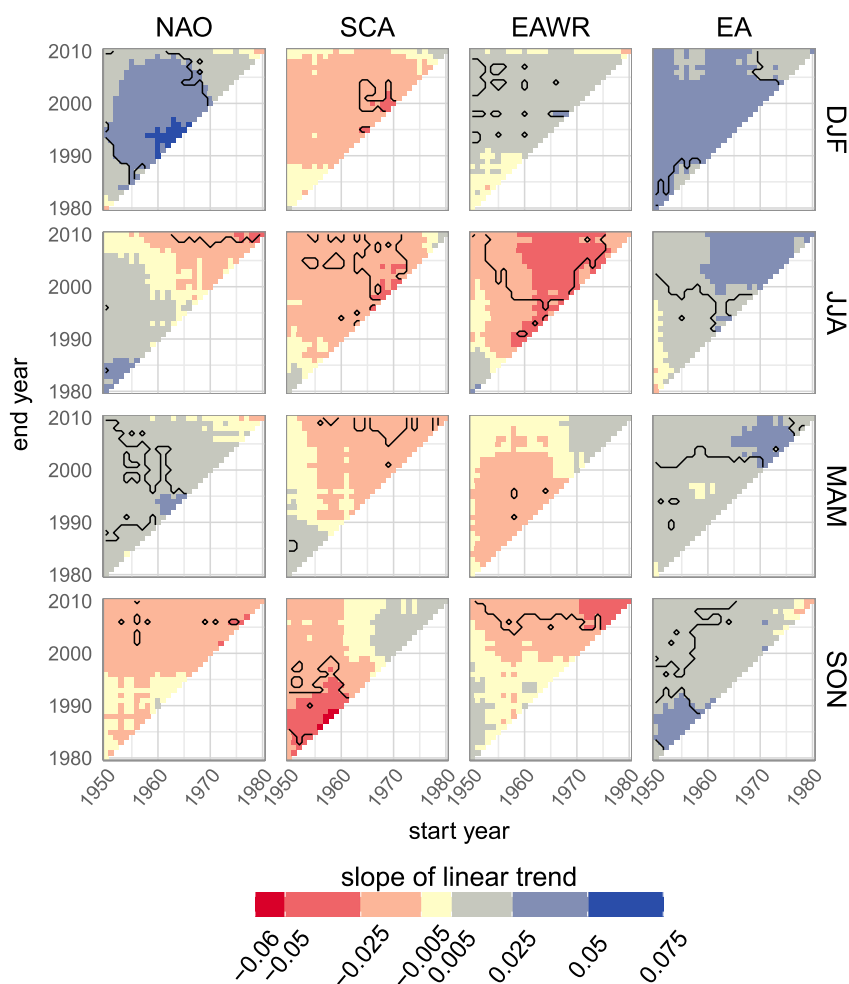 NAO SCA EAWR EA
2010
2000
1990
1980
DJF
2010
2000
1990
1980
JJA
2010
2000
1990
1980
MAM
2010
2000
1990
1980
SON
end year
1950 1960 1970 1980 1950 1960 1970 1980 1950 1960 1970 1980 1950 1960 1970 1980
start year
slope of linear trend
−0.06 −0.05 −0.025 −0.005 0.005 0.025 0.05 0.075